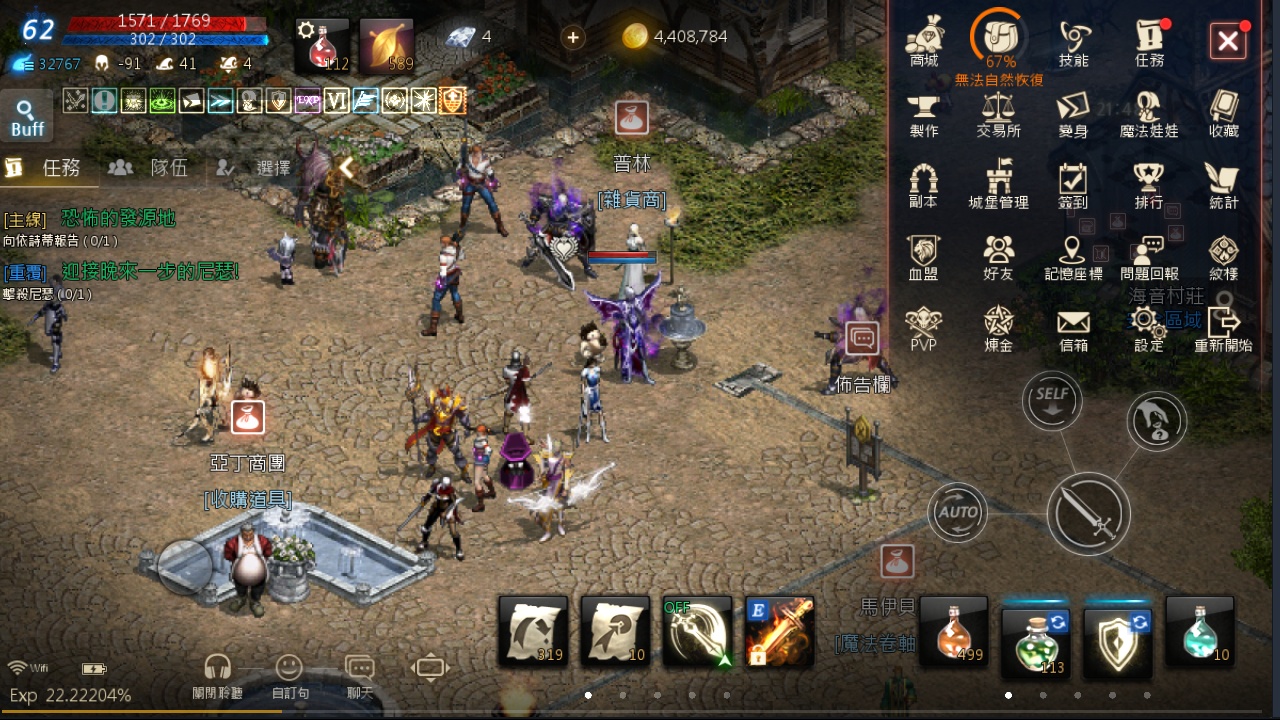 62
1571 / 1769
302 / 302
32767
-91
41
4
112
589
4
4,408,784
Buff
EXP
VI
任務
隊伍
選擇
[主線] 恐怖的發源地
向依詩蒂報告 ( 0/1 )
[重覆] 迎接晚來一步的尼瑟!
擊殺尼瑟 ( 0/1 )
普林
[雜貨商]
佈告欄
亞丁商團
[收購道具]
馬伊貝
[魔法卷軸]
商城
67%
無法自然恢復
技能
任務
製作
交易所
變身
魔法娃娃
收藏
副本
城堡管理
簽到
排行
統計
血盟
好友
記憶座標
問題回報
紋樣
海音村莊
區域
PVP
煉金
信箱
設定
重新開始
SELF
AUTO
319
10
OFF
E
499
113
10
Wifi
Exp 22.22204%
關閉聆聽
自訂句
聊天